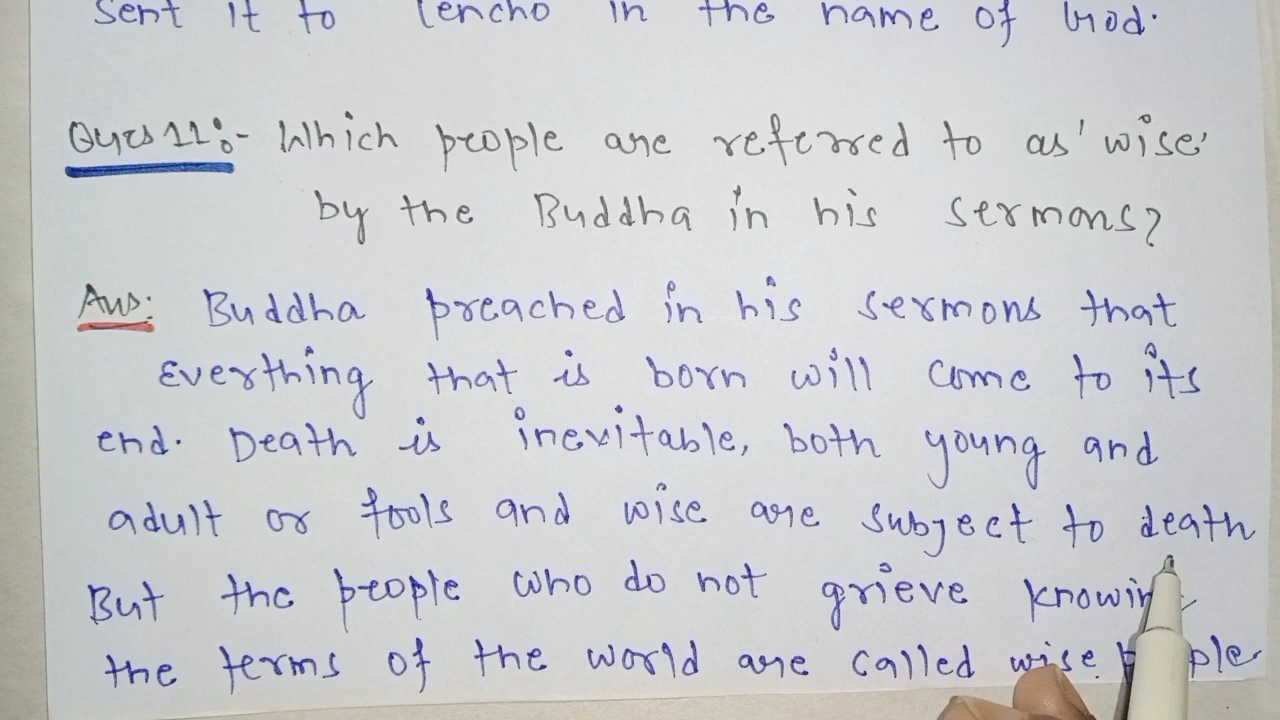 Sent it to Lencho in the name of God.
Ques 11:- Which people are referred to as 'wise'
by the Buddha in his sermons?
Ans: Buddha preached in his sermons that
Everthing that is born will come to its
end. Death is inevitable, both young and
adult or fools and wise are subject to death
But the people who do not grieve knowin
the terms of the world are called wise